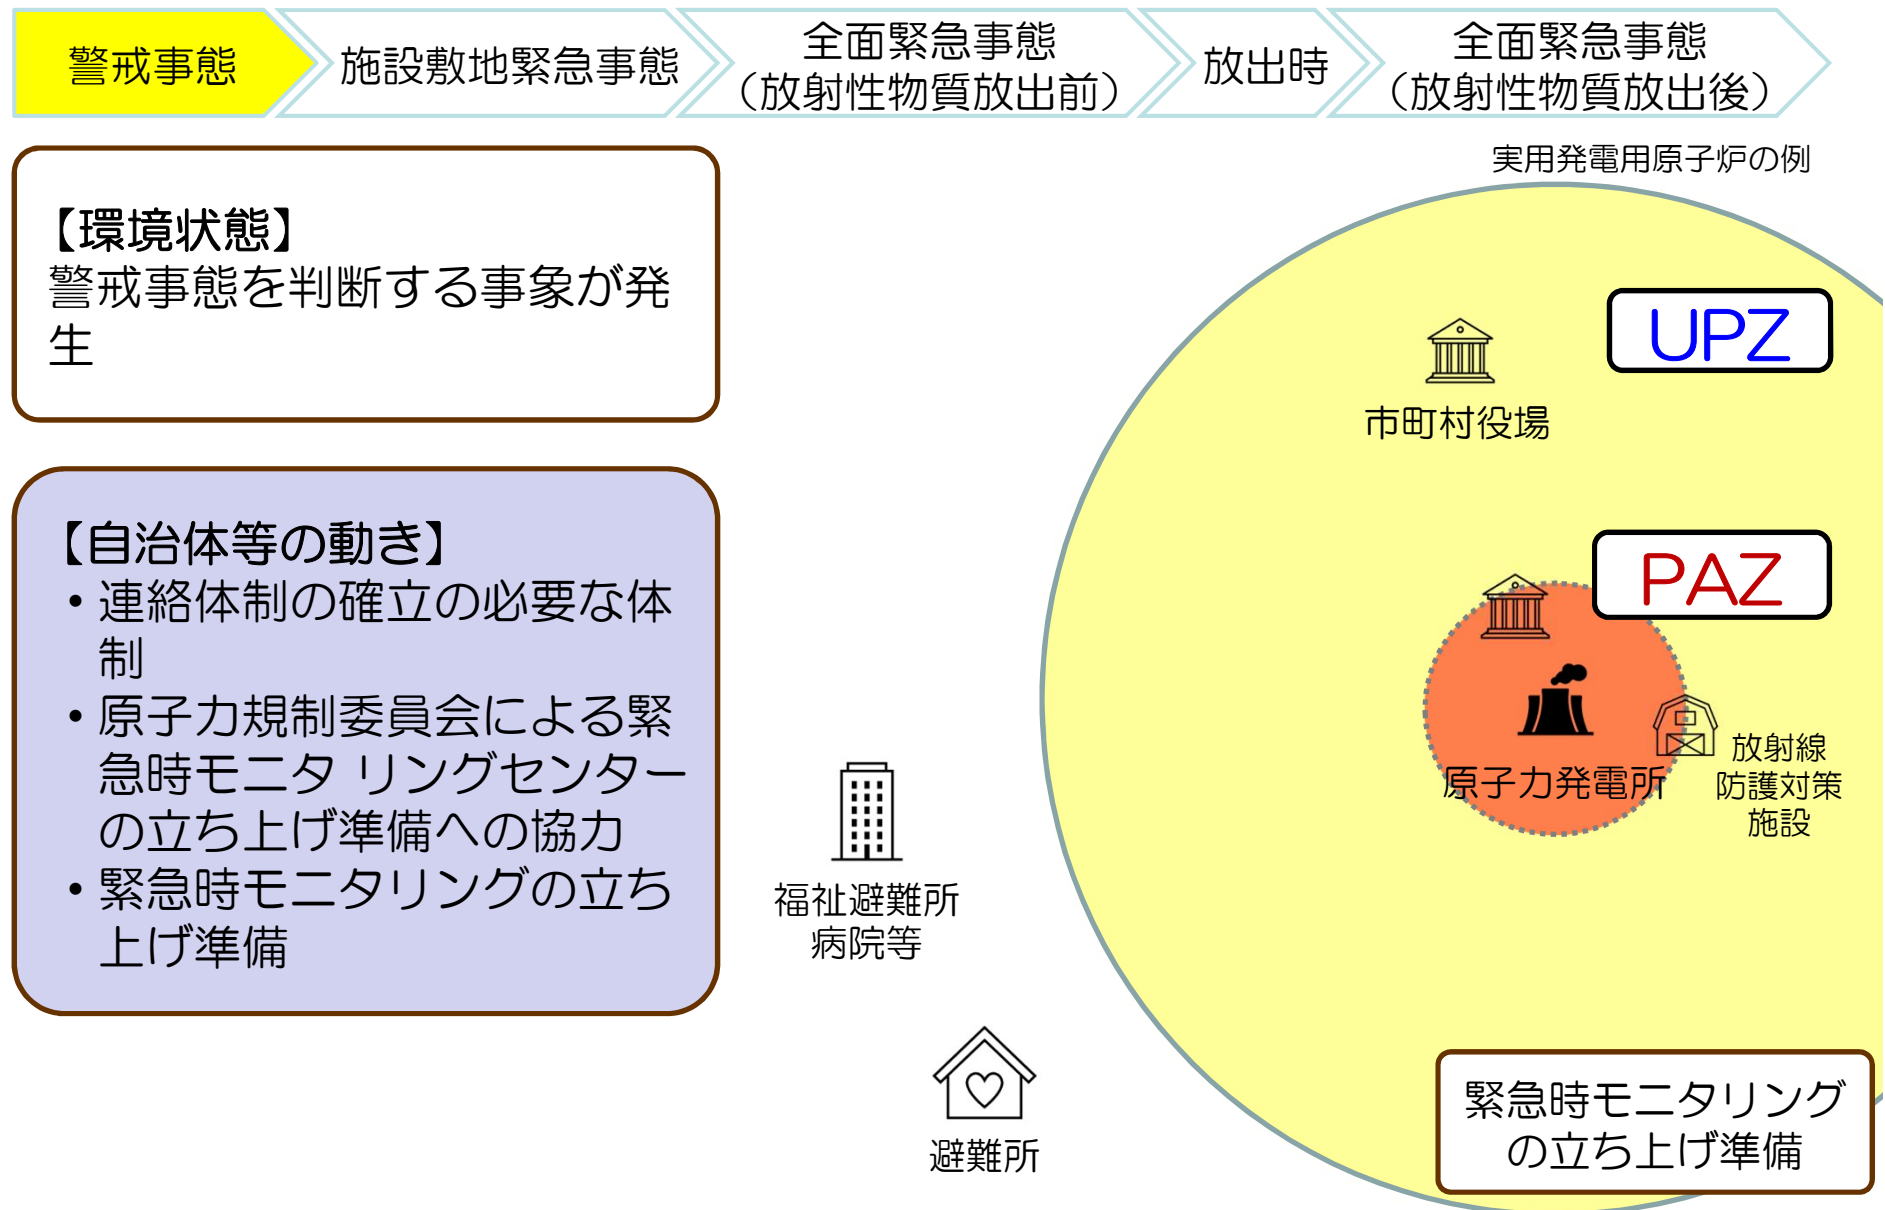 警戒事態
施設敷地緊急事態
全面緊急事態
（放射性物質放出前）
放出時
全面緊急事態
（放射性物質放出後）
実用発電用原子炉の例
【環境状態】
警戒事態を判断する事象が発
生
【自治体等の動き】
• 連絡体制の確立の必要な体
制
• 原子力規制委員会による緊
急時モニタ リングセンター
の立ち上げ準備への協力
• 緊急時モニタリングの立ち
上げ準備
UPZ
市町村役場
PAZ
原子力発電所
放射線
防護対策
施設
福祉避難所
病院等
避難所
緊急時モニタリング
の立ち上げ準備